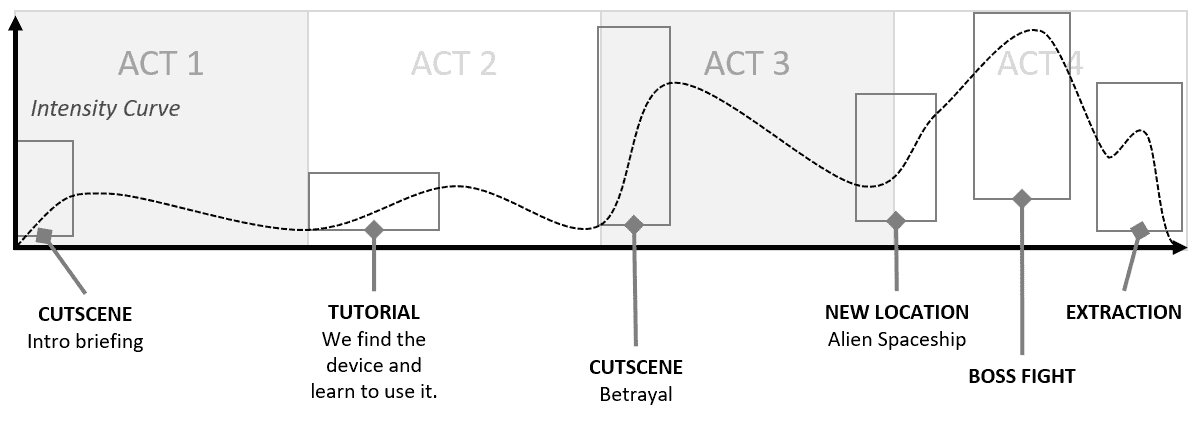 ACT 1
ACT 2
ACT 3
ACT 4
Intensity Curve
CUTSCENE
Intro briefing
TUTORIAL
We find the
device and
learn to use it.
CUTSCENE
Betrayal
NEW LOCATION
Alien Spaceship
BOSS FIGHT
EXTRACTION